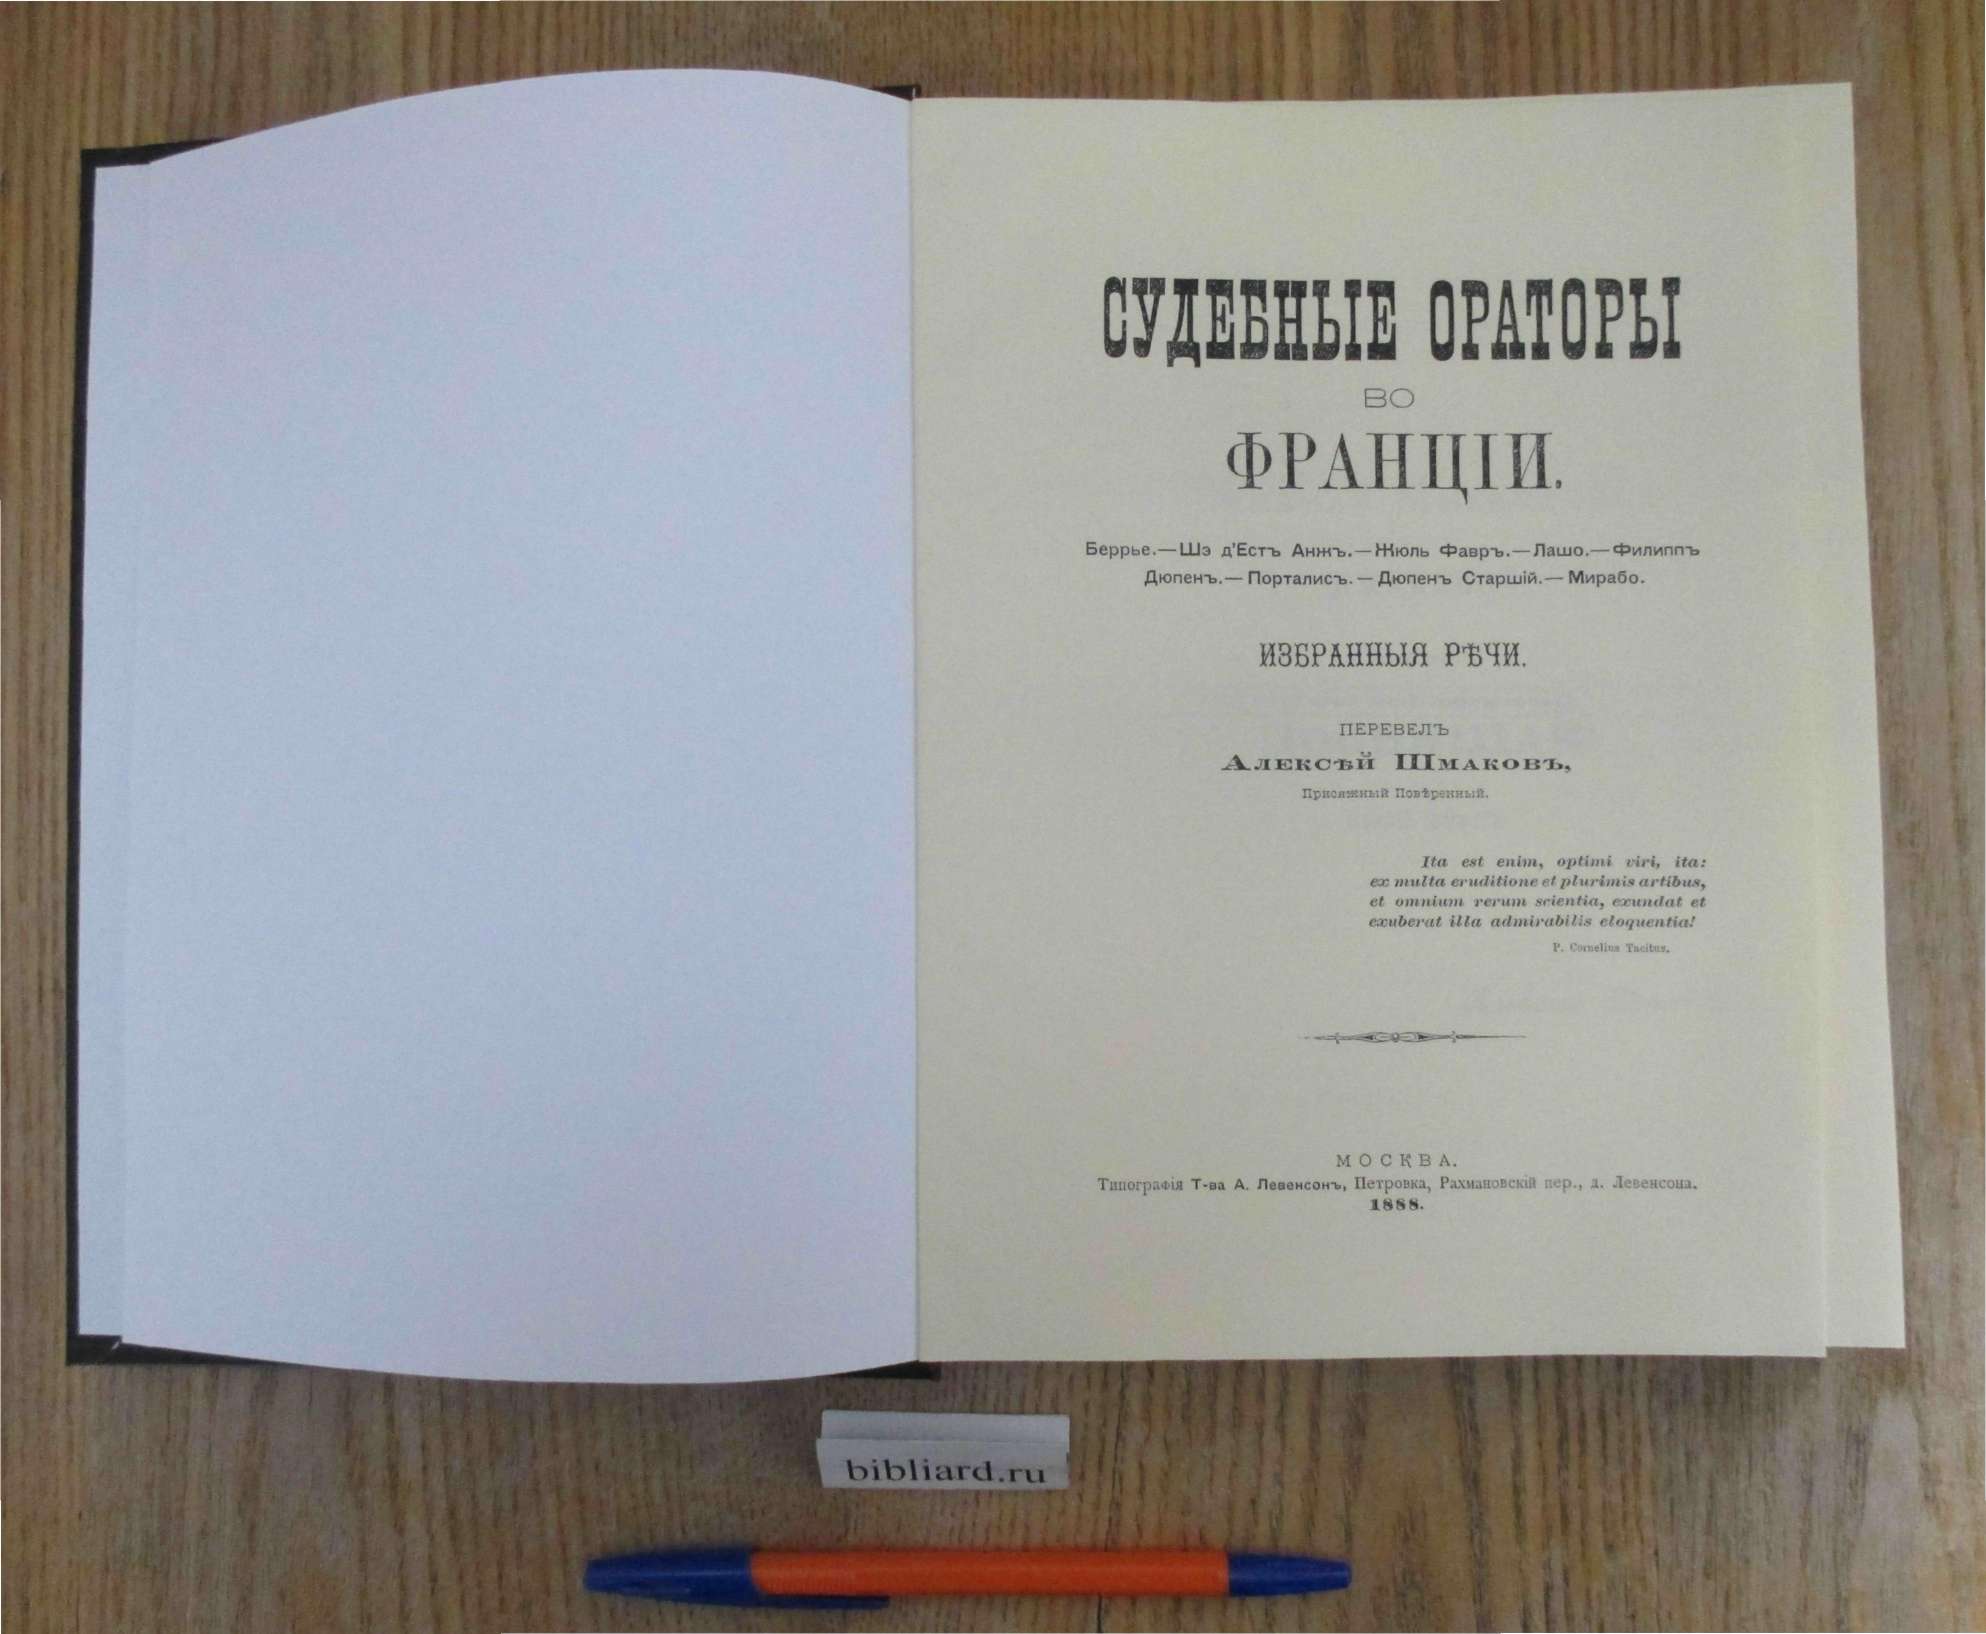 СУДЕБНЫЕ ОРАТОРЫ
ВО
ФРАНЦІИ.
Беррье.—Шэ д'Естъ Анжъ.—Жюль Фавръ.—Лашо.—Филиппъ
Дюпенъ.—Порталисъ.—Дюпенъ Старшій.—Мирабо.
ИЗБРАННЫЯ РѢЧИ.
ПЕРЕВЕЛЪ
Алексѣй Шмаковъ,
Присяжный Повѣренный.
Ita est enim, optimi viri, ita:
ex multa eruditione et plurimis artibus,
et omnium rerum scientia, exundat et
exuberat illa admirabilis eloquentia!
P. Cornelius Tacitus.
МОСКВА.
Типографія Т-ва А. Левенсонъ, Петровка, Рахмановскій пер., д. Левенсона.
1888.
bibliard.ru